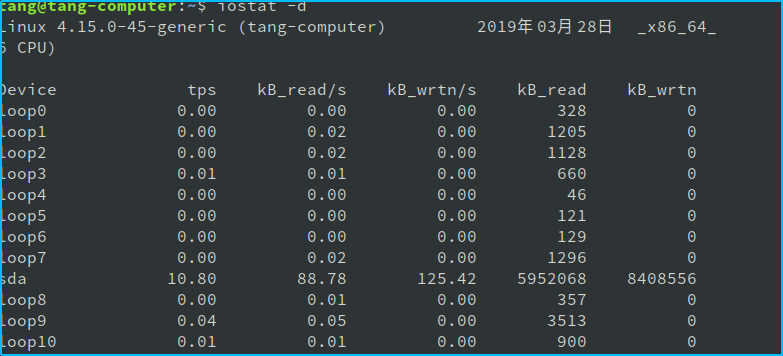 tang@tang-computer:~$ iostat -d
Linux 4.15.0-45-generic (tang-computer) 2019年03月28日 _x86_64_
6 CPU)
Device tps kB_read/s kB_wrtn/s kB_read kB_wrtn
loop0 0.00 0.00 0.00 328 0
loop1 0.00 0.02 0.00 1205 0
loop2 0.00 0.02 0.00 1128 0
loop3 0.01 0.01 0.00 660 0
loop4 0.00 0.00 0.00 46 0
loop5 0.00 0.00 0.00 121 0
loop6 0.00 0.00 0.00 129 0
loop7 0.00 0.02 0.00 1296 0
sda 10.80 88.78 125.42 5952068 8408556
loop8 0.00 0.01 0.00 357 0
loop9 0.04 0.05 0.00 3513 0
loop10 0.01 0.01 0.00 900 0